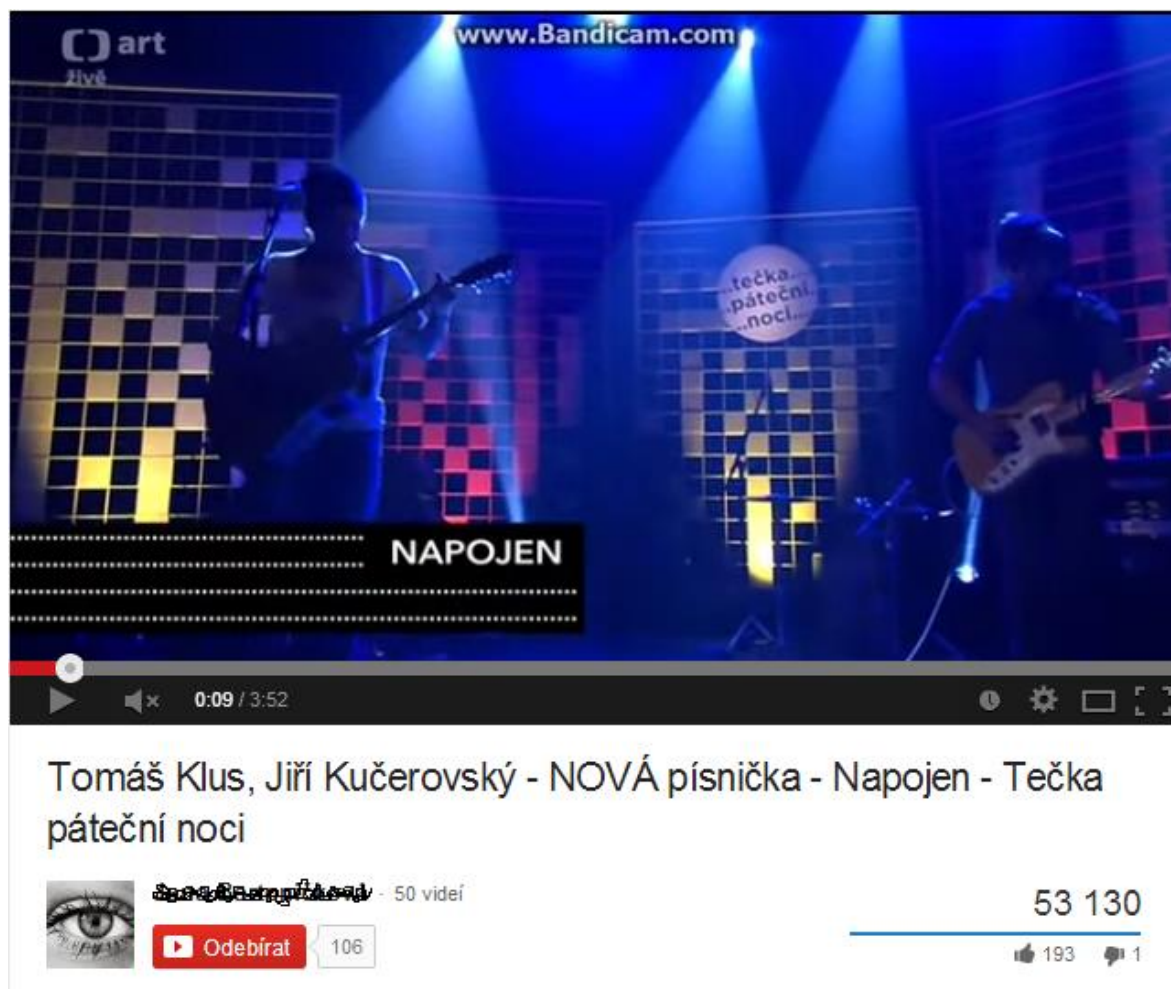 art
živě
www.Bandicam.com
..tečka....
..páteční..
...noci....
NAPOJEN
0:09 / 3:52
Tomáš Klus, Jiří Kučerovský - NOVÁ písnička - Napojen - Tečka
páteční noci
- 50 videí
Odebírat
106
53 130
193
1